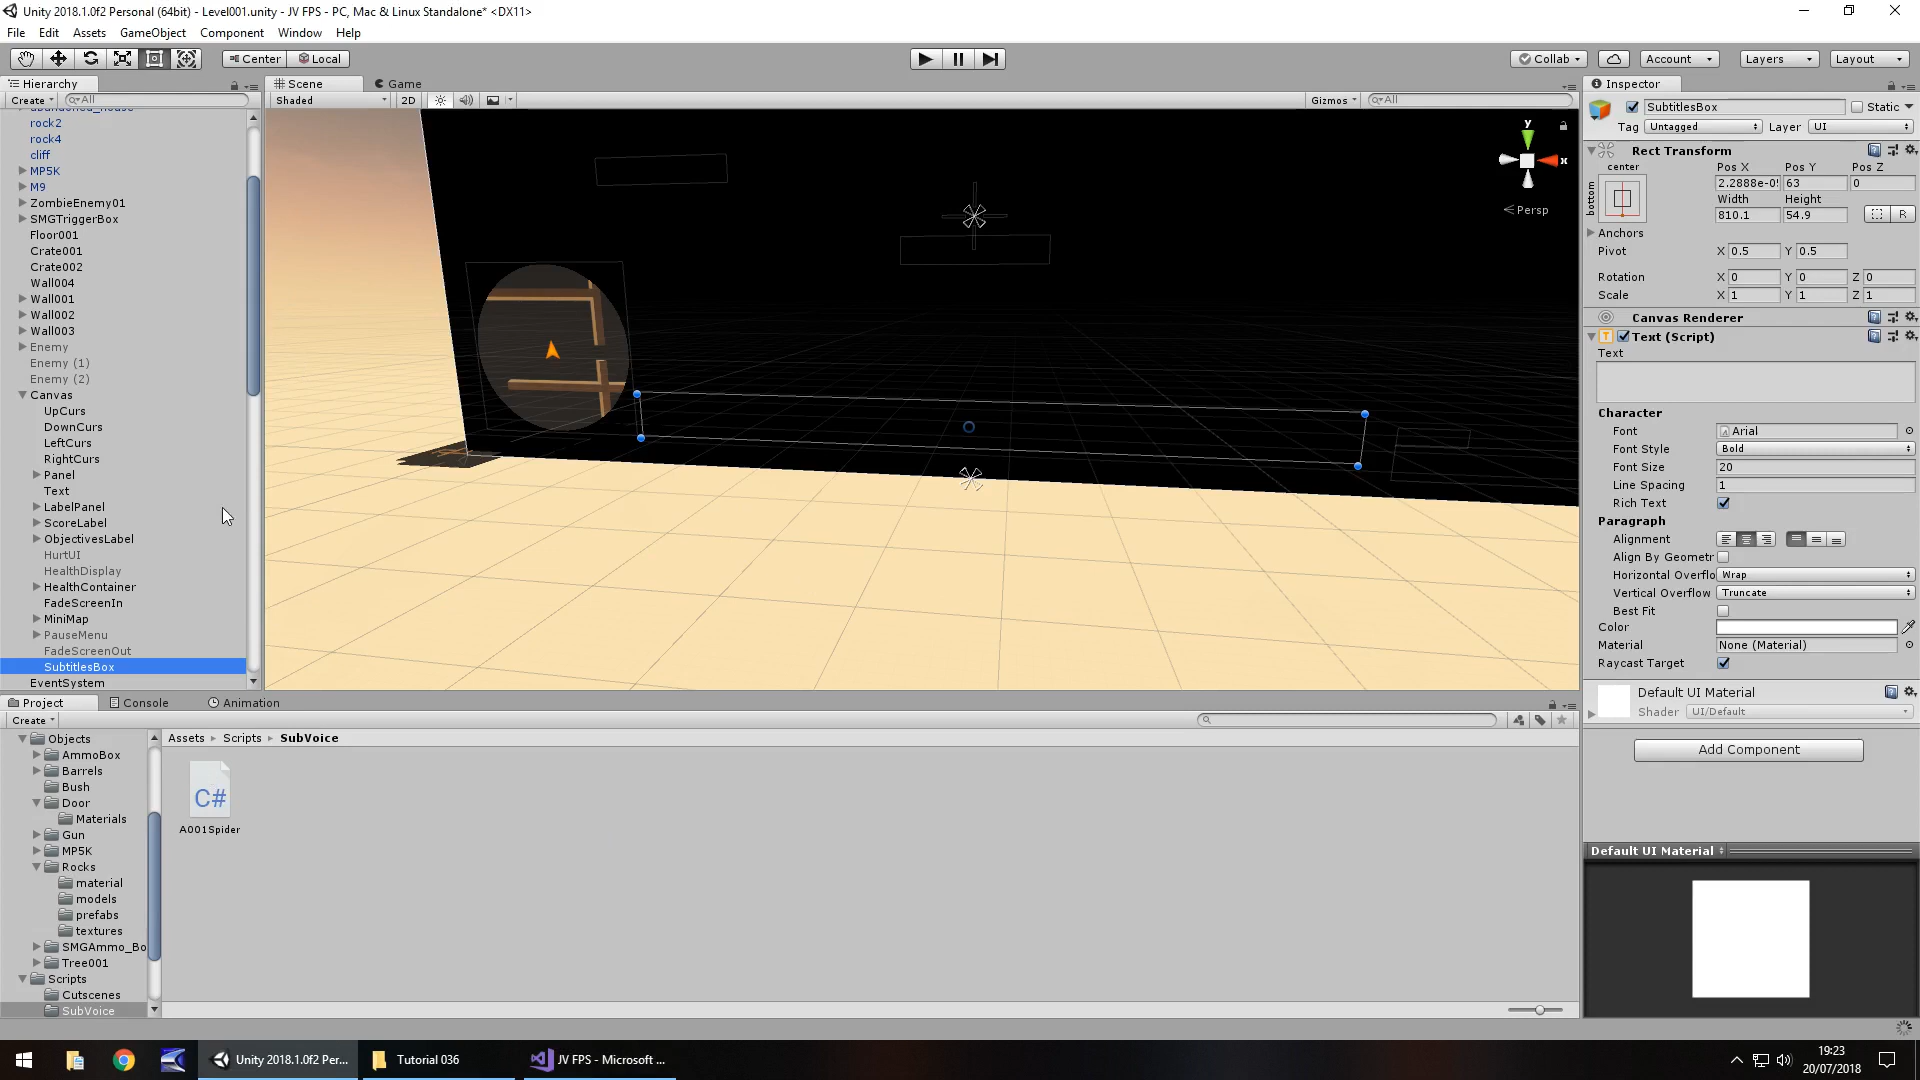 Unity 2018.1.0f2 Personal (64bit) - Level001.unity - JV FPS - PC, Mac & Linux Standalone* <DX11>
File Edit Assets GameObject Component Window Help
Center Local Collab Account Layers Layout
Hierarchy Scene Game Inspector
Create All Shaded 2D Gizmos All
SubtitlesBox Static
Tag Untagged Layer UI
rock2
rock4
cliff
MP5K
M9
ZombieEnemy01
SMGTriggerBox
Floor001
Crate001
Crate002
Wall004
Wall001
Wall002
Wall003
Enemy
Enemy (1)
Enemy (2)
Canvas
UpCurs
DownCurs
LeftCurs
RightCurs
Panel
Text
LabelPanel
ScoreLabel
ObjectivesLabel
HurtUI
HealthDisplay
HealthContainer
FadeScreenIn
MiniMap
PauseMenu
FadeScreenOut
SubtitlesBox
EventSystem
y
x
Persp
Rect Transform
center Pos X Pos Y Pos Z
bottom 63 0
Width Height
810.1 54.9 R
Anchors
Pivot X 0.5 Y 0.5
Rotation X 0 Y 0 Z 0
Scale X 1 Y 1 Z 1
Canvas Renderer
T Text (Script)
Text
Character
Font Arial
Font Style Bold
Font Size 20
Line Spacing 1
Rich Text
Paragraph
Alignment
Align By Geometr
Horizontal Overflo Wrap
Vertical Overflow Truncate
Best Fit
Color
Material None (Material)
Raycast Target
Default UI Material
Shader UI/Default
Add Component
Default UI Material
Project Console Animation
Create
Assets Scripts SubVoice
Objects
AmmoBox
Barrels
Bush
Door
Materials
Gun
MP5K
Rocks
material
models
prefabs
textures
SMGAmmo_Bo
Tree001
Scripts
Cutscenes
SubVoice
C#
A001Spider
Unity 2018.1.0f2 Per... Tutorial 036 JV FPS - Microsoft ...
19:23
20/07/2018